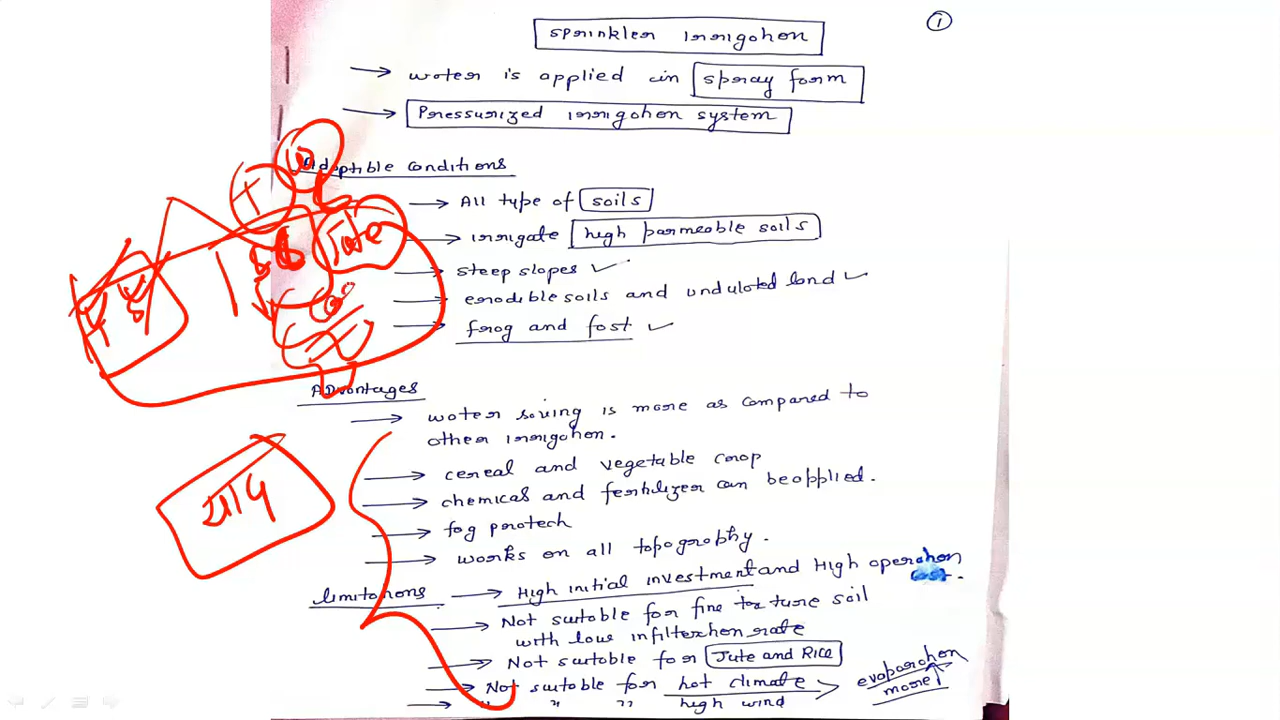 ①
Sprinkler irrigation
→ water is applied in spray form
→ Pressurized irrigation system
Adoptible conditions
→ All type of soils
→ irrigate high parmeable soils
→ steep slopes ✓
→ erodible soils and undulated land ✓
→ frog and fost ✓
Advantages
→ water saving is more as compared to
other irrigation.
→ cereal and vegetable crop
→ chemical and fertilizer can be applied.
→ fog protech
→ works on all topography.
limitations → High initial investment and High operation
cost.
→ Not suitable for fine texture soil
with low infiltration rate
→ Not suitable for Jute and Rice
→ Not suitable for hot climate > evaporation
more ↑
→ " " " high wind
Jute